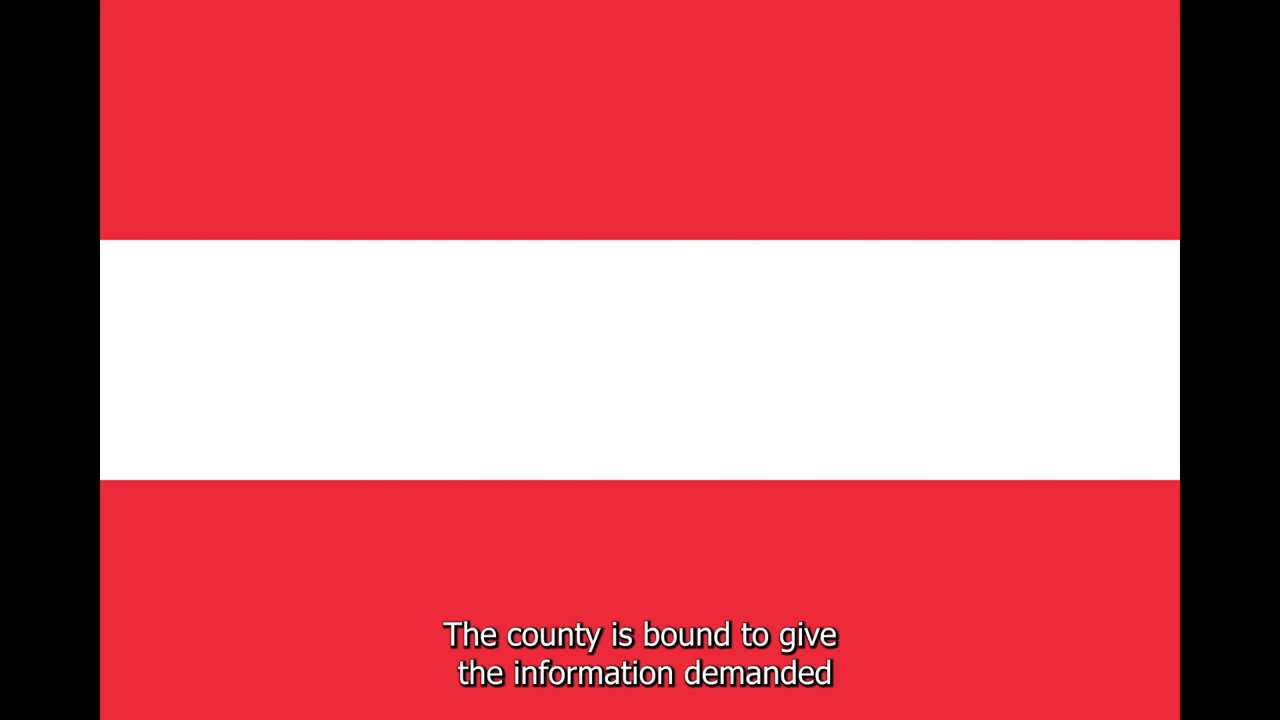 The county is bound to give
the information demanded